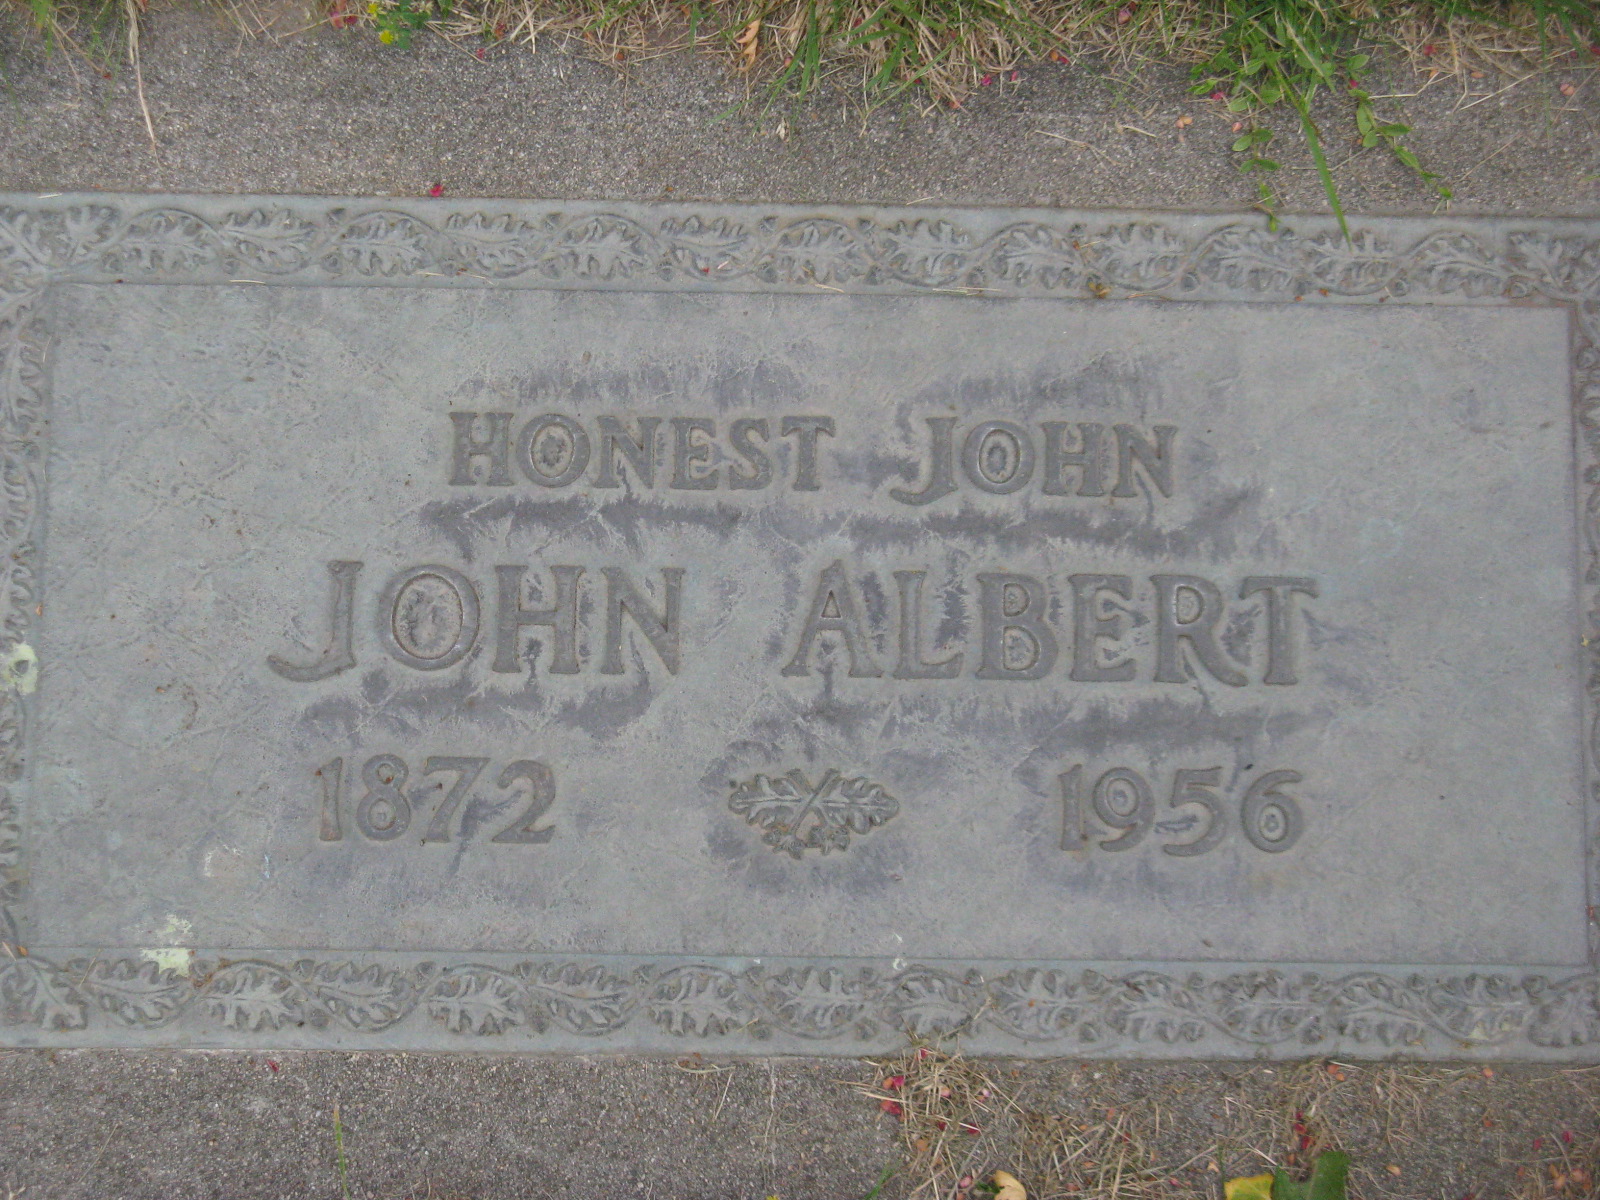 HONEST JOHN
JOHN ALBERT
1872 1956